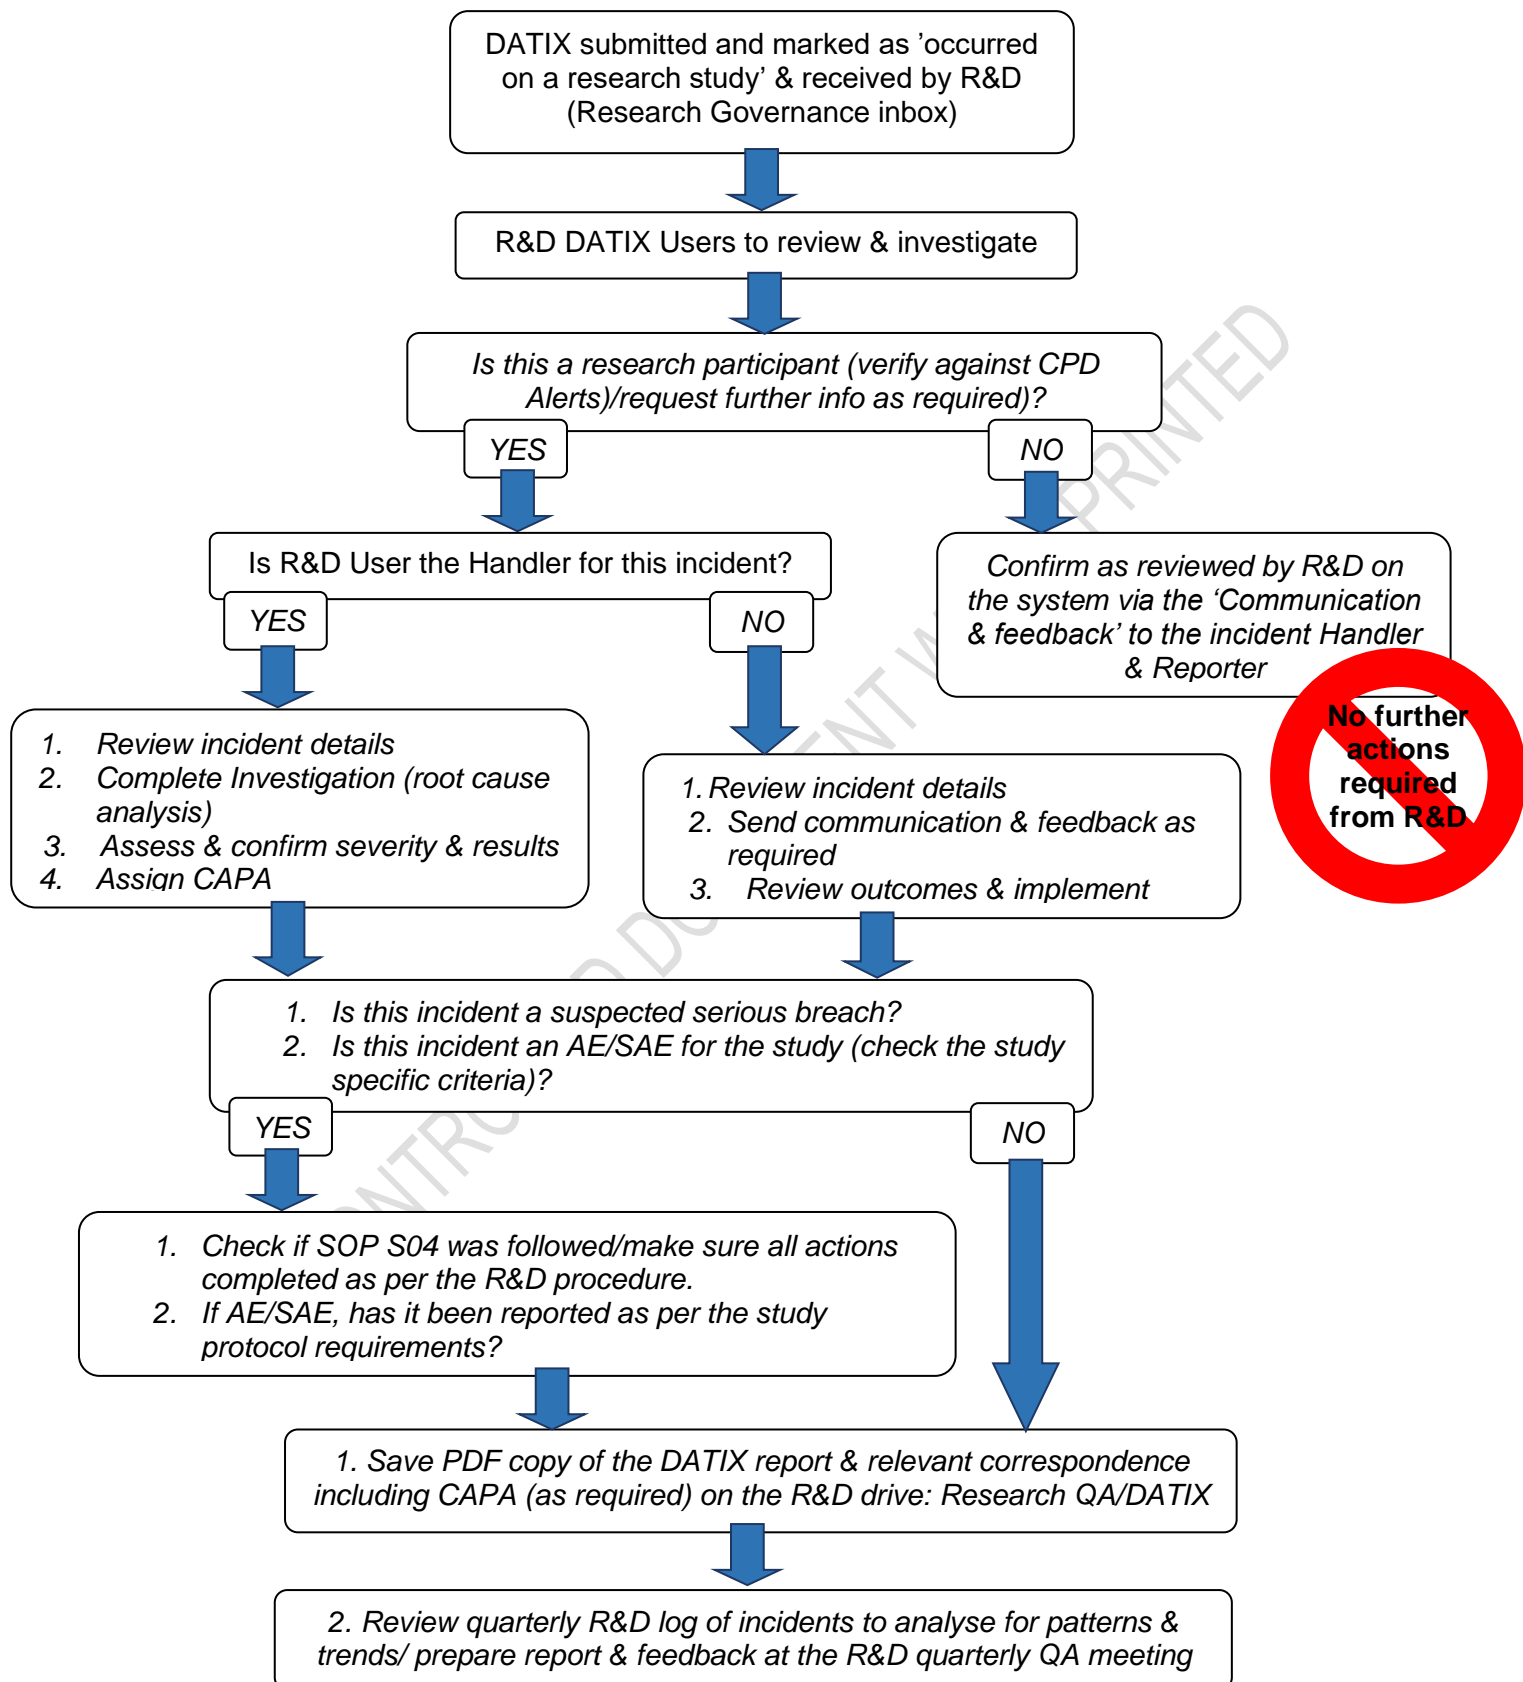 DATIX submitted and marked as ’occurred
on a research study’ & received by R&D
(Research Governance inbox)
R&D DATIX Users to review & investigate
Is this a research participant (verify against CPD
Alerts)/request further info as required)?
YES
NO
Is R&D User the Handler for this incident?
YES
NO
Confirm as reviewed by R&D on
the system via the ‘Communication
& feedback’ to the incident Handler
& Reporter
No further
actions
required
from R&D
1. Review incident details
2. Complete Investigation (root cause
analysis)
3. Assess & confirm severity & results
4. Assign CAPA
1. Review incident details
2. Send communication & feedback as
required
3. Review outcomes & implement
1. Is this incident a suspected serious breach?
2. Is this incident an AE/SAE for the study (check the study
specific criteria)?
YES
NO
1. Check if SOP S04 was followed/make sure all actions
completed as per the R&D procedure.
2. If AE/SAE, has it been reported as per the study
protocol requirements?
1. Save PDF copy of the DATIX report & relevant correspondence
including CAPA (as required) on the R&D drive: Research QA/DATIX
2. Review quarterly R&D log of incidents to analyse for patterns &
trends/ prepare report & feedback at the R&D quarterly QA meeting
PRINTED